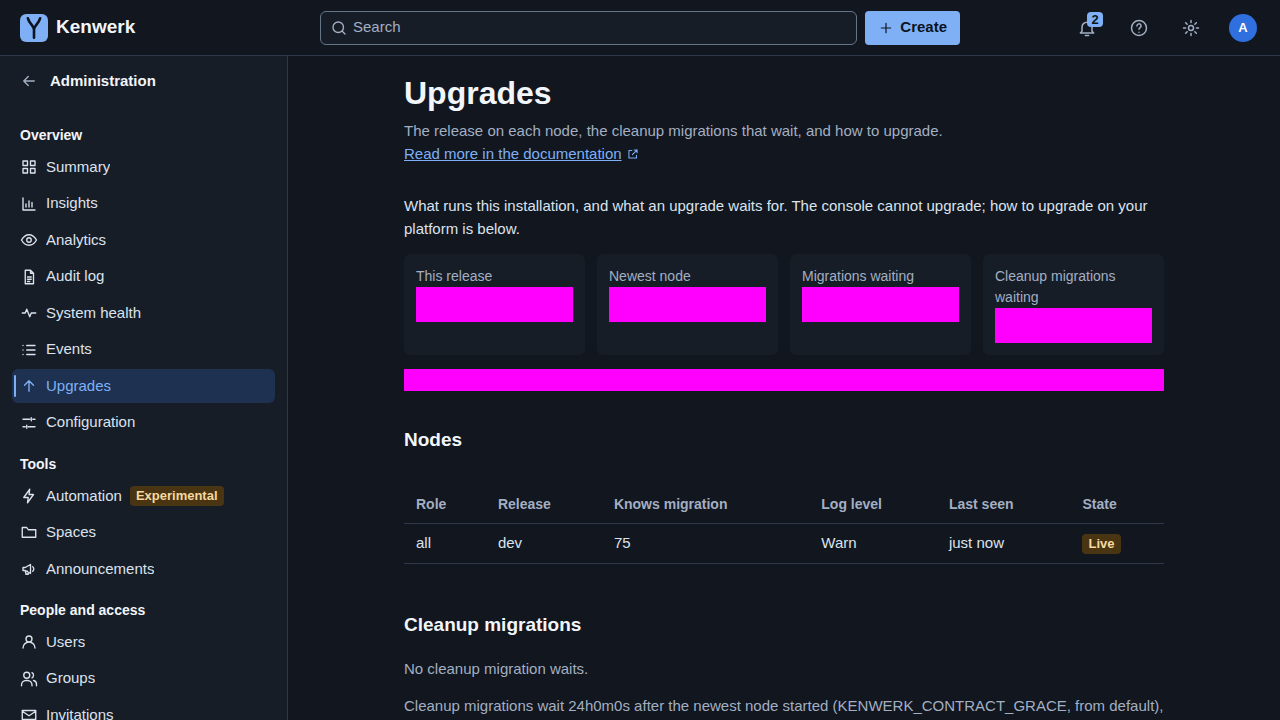 Kenwerk
Search
Create
2
A
Administration
Overview
Summary
Insights
Analytics
Audit log
System health
Events
Upgrades
Configuration
Tools
Automation Experimental
Spaces
Announcements
People and access
Users
Groups
Invitations
Upgrades
The release on each node, the cleanup migrations that wait, and how to upgrade.
Read more in the documentation
What runs this installation, and what an upgrade waits for. The console cannot upgrade; how to upgrade on your
platform is below.
This release
Newest node
Migrations waiting
Cleanup migrations
waiting
Nodes
Role Release Knows migration Log level Last seen State
all dev 75 Warn just now Live
Cleanup migrations
No cleanup migration waits.
Cleanup migrations wait 24h0m0s after the newest node started (KENWERK_CONTRACT_GRACE, from default),